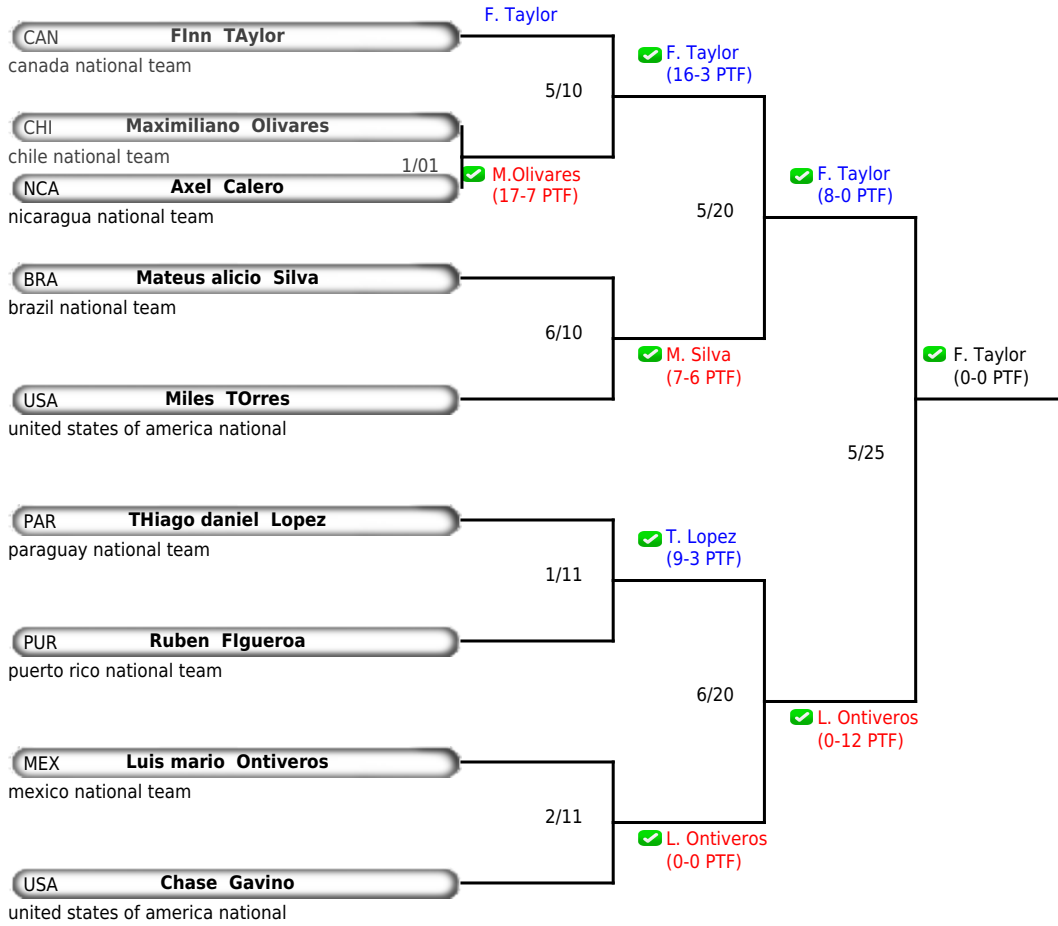 F. Taylor
CAN FInn TAylor
canada national team
5/10
F. Taylor
(16-3 PTF)
CHI Maximiliano Olivares
chile national team
1/01
M.Olivares
(17-7 PTF)
NCA Axel Calero
nicaragua national team
5/20
F. Taylor
(8-0 PTF)
BRA Mateus alicio Silva
brazil national team
6/10
M. Silva
(7-6 PTF)
USA Miles TOrres
united states of america national
F. Taylor
(0-0 PTF)
5/25
PAR THiago daniel Lopez
paraguay national team
1/11
T. Lopez
(9-3 PTF)
PUR Ruben FIgueroa
puerto rico national team
6/20
L. Ontiveros
(0-12 PTF)
MEX Luis mario Ontiveros
mexico national team
2/11
L. Ontiveros
(0-0 PTF)
USA Chase Gavino
united states of america national